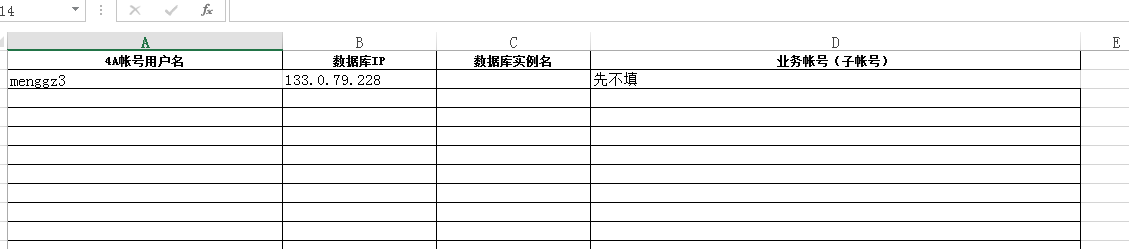 14 fx
A B C D E
4A帐号用户名 数据库IP 数据库实例名 业务帐号（子帐号）
menggz3 133.0.79.228 先不填